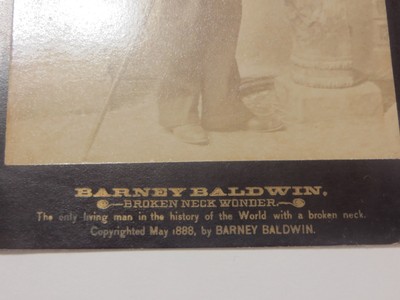 BARNEY BALDWIN,
BROKEN NECK WONDER.
The only living man in the history of the World with a broken neck.
Copyrighted May 1888, by BARNEY BALDWIN.